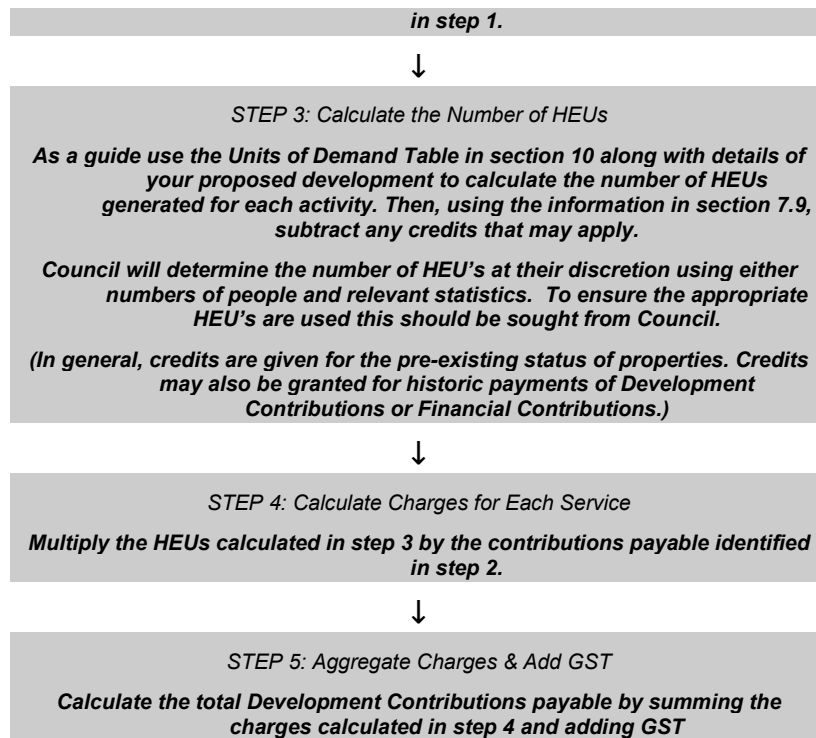 in step 1.
↓
STEP 3: Calculate the Number of HEUs
As a guide use the Units of Demand Table in section 10 along with details of
your proposed development to calculate the number of HEUs
generated for each activity. Then, using the information in section 7.9,
subtract any credits that may apply.
Council will determine the number of HEU's at their discretion using either
numbers of people and relevant statistics.  To ensure the appropriate
HEU's are used this should be sought from Council.
(In general, credits are given for the pre-existing status of properties. Credits
may also be granted for historic payments of Development
Contributions or Financial Contributions.)
↓
STEP 4: Calculate Charges for Each Service
Multiply the HEUs calculated in step 3 by the contributions payable identified
in step 2.
↓
STEP 5: Aggregate Charges & Add GST
Calculate the total Development Contributions payable by summing the
charges calculated in step 4 and adding GST